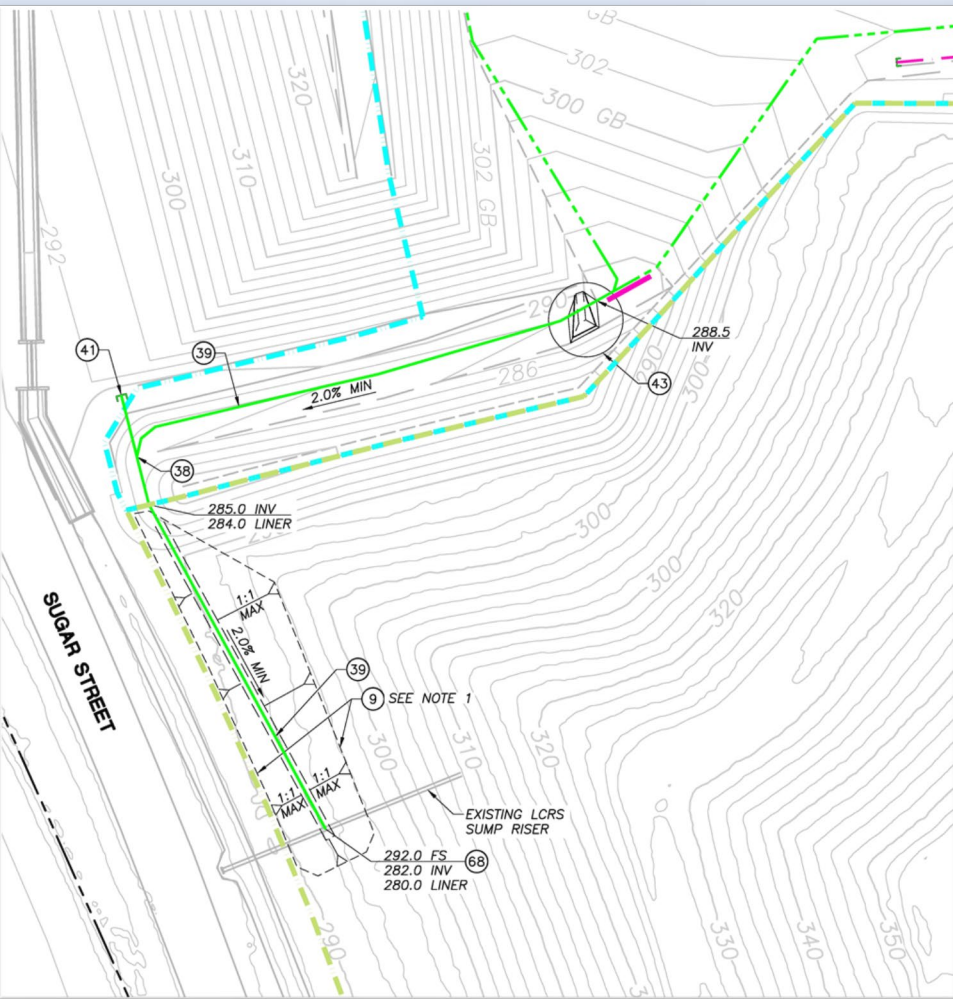 GB
302
300 GB
320
310
302 GB
300
292
290
288.5
INV
41
39
286
290
300
43
2.0% MIN
38
285.0 INV
284.0 LINER
300
300
1:1
MAX
320
SUGAR STREET
2.0% MIN
39
9 SEE NOTE 1
300
310
320
1:1
MAX
1:1
MAX
EXISTING LCRS
SUMP RISER
292.0 FS
282.0 INV
280.0 LINER
68
290
330
340
350